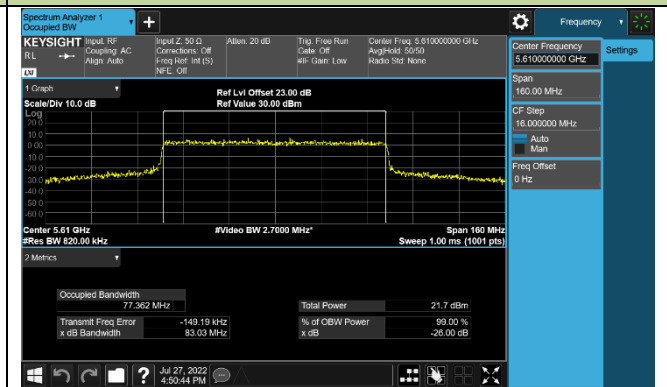 Spectrum Analyzer 1
Occupied BW
+
Frequency
KEYSIGHT
RL
LXI
Input: RF
Coupling: AC
Align: Auto
Input Z: 50 Ω
Corrections: Off
Freq Ref: Int (S)
NFE: Off
Atten: 20 dB
Trig: Free Run
Gate: Off
#IF Gain: Low
Center Freq: 5.610000000 GHz
Avg|Hold: 50/50
Radio Std: None
Center Frequency
5.610000000 GHz
Settings
Span
160.00 MHz
CF Step
16.000000 MHz
Auto
Man
Freq Offset
0 Hz
1 Graph
Scale/Div 10.0 dB
Ref Lvl Offset 23.00 dB
Ref Value 30.00 dBm
Log
20.0
10.0
0.00
-10.0
-20.0
-30.0
-40.0
-50.0
-60.0
Center 5.61 GHz
#Video BW 2.7000 MHz*
Span 160 MHz
#Res BW 820.00 kHz
Sweep 1.00 ms (1001 pts)
2 Metrics
Occupied Bandwidth
77.362 MHz
Total Power 21.7 dBm
Transmit Freq Error -149.19 kHz
% of OBW Power 99.00 %
x dB Bandwidth 83.03 MHz
x dB -26.00 dB
?
Jul 27, 2022
4:50:44 PM